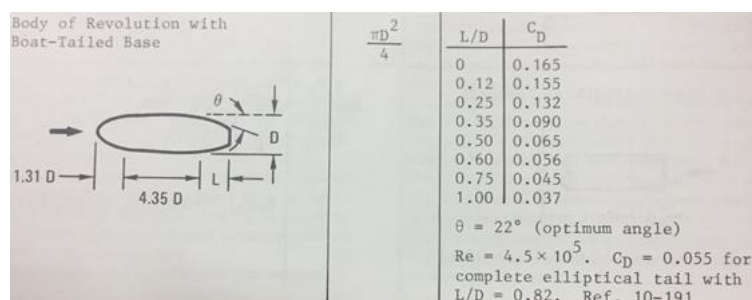 Body of Revolution with
Boat-Tailed Base
πD²
4
L/D C_D
0 0.165
0.12 0.155
0.25 0.132
0.35 0.090
0.50 0.065
0.60 0.056
0.75 0.045
1.00 0.037
θ
D
1.31 D
L
4.35 D
θ = 22° (optimum angle)
Re = 4.5 × 10⁵. C_D = 0.055 for
complete elliptical tail with
L/D = 0.82. Ref. 10-191